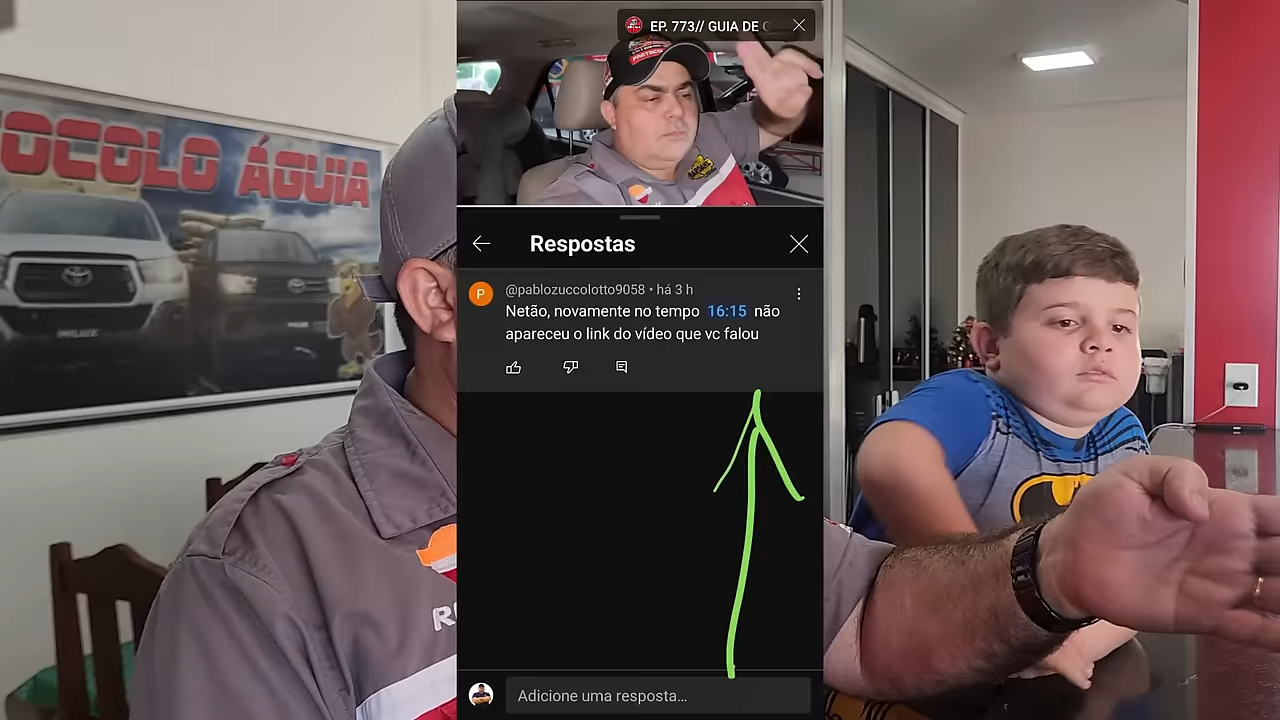 OCOLO ÁGUIA
EP. 773// GUIA DE C
Respostas
P
@pablozuccolotto9058 • há 3 h
Netão, novamente no tempo 16:15 não
apareceu o link do vídeo que vc falou
Adicione uma resposta...